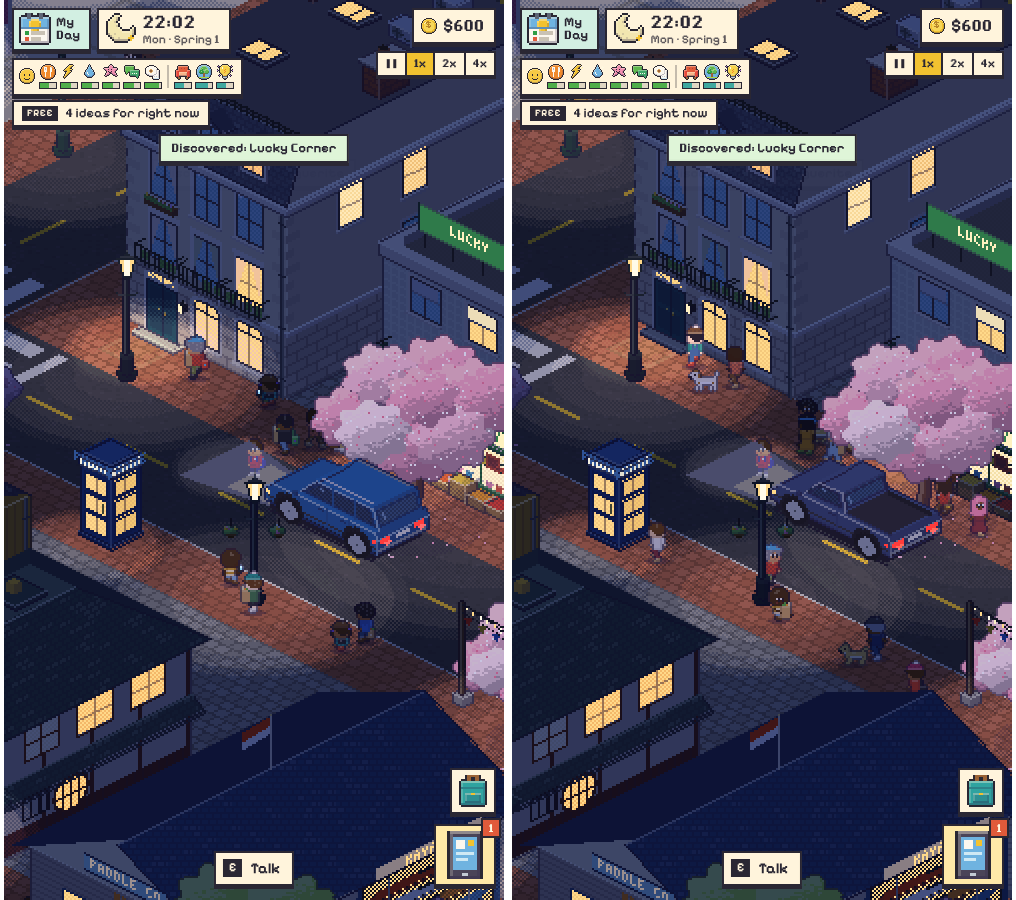 My Day
22:02
Mon · Spring 1
$600
1x
2x
4x
FREE 4 ideas for right now
Discovered: Lucky Corner
LUCKY
PADDLE CO
1
E Talk
My Day
22:02
Mon · Spring 1
$600
1x
2x
4x
FREE 4 ideas for right now
Discovered: Lucky Corner
LUCKY
PADDLE CO
1
E Talk